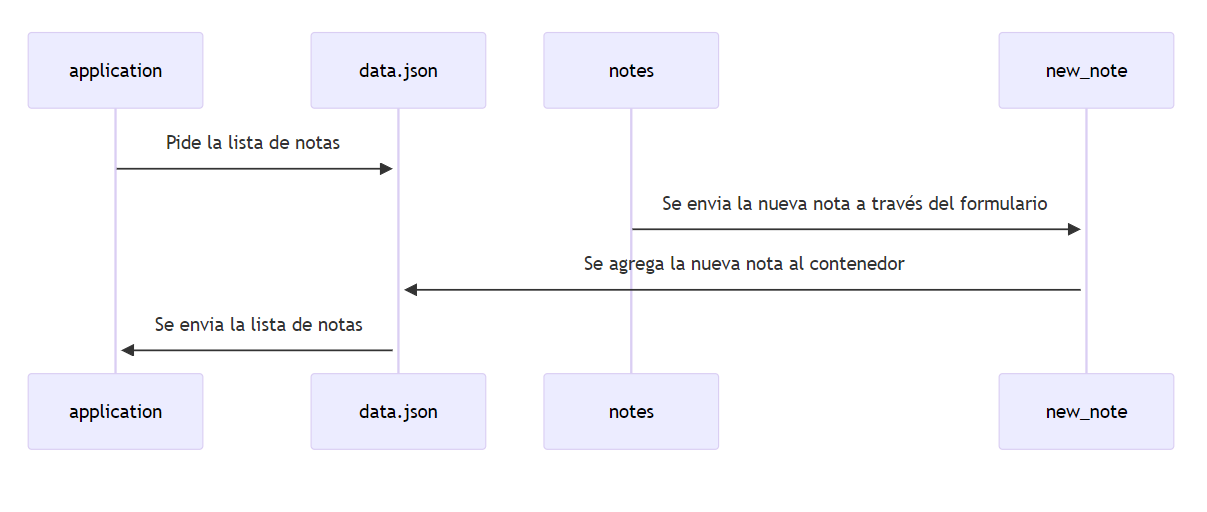 application
data.json
notes
new_note
Pide la lista de notas
Se envia la nueva nota a través del formulario
Se agrega la nueva nota al contenedor
Se envia la lista de notas
application
data.json
notes
new_note